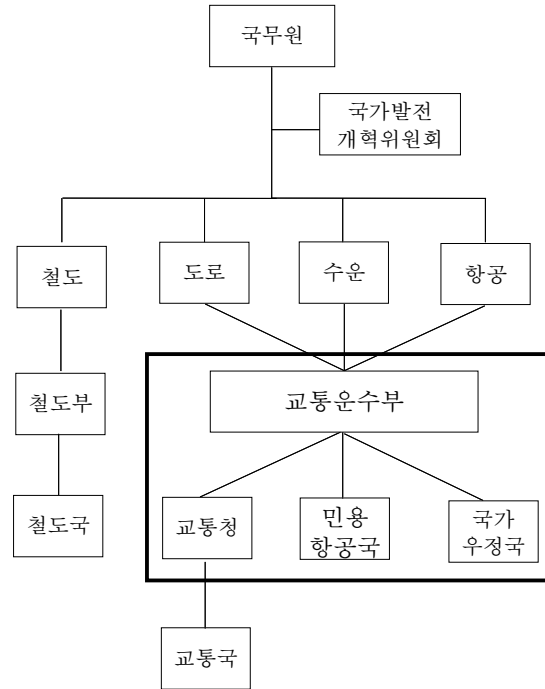 국무원
국가발전
개혁위원회
철도
도로
수운
항공
철도부
교통운수부
철도국
교통청
민용
항공국
국가
우정국
교통국